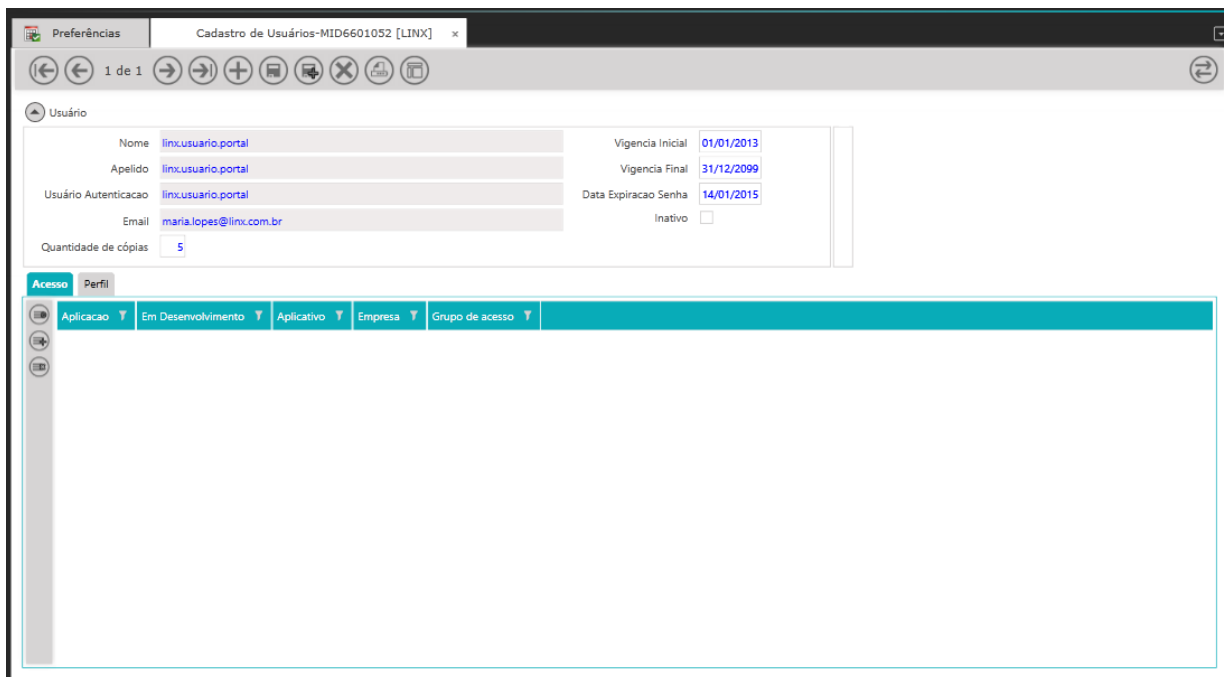 Preferências
Cadastro de Usuários-MID6601052 [LINX] x
1 de 1
Usuário
Nome linx.usuario.portal Vigencia Inicial 01/01/2013
Apelido linx.usuario.portal Vigencia Final 31/12/2099
Usuário Autenticacao linx.usuario.portal Data Expiracao Senha 14/01/2015
Email maria.lopes@linx.com.br Inativo
Quantidade de cópias 5
Acesso Perfil
Aplicacao Em Desenvolvimento Aplicativo Empresa Grupo de acesso